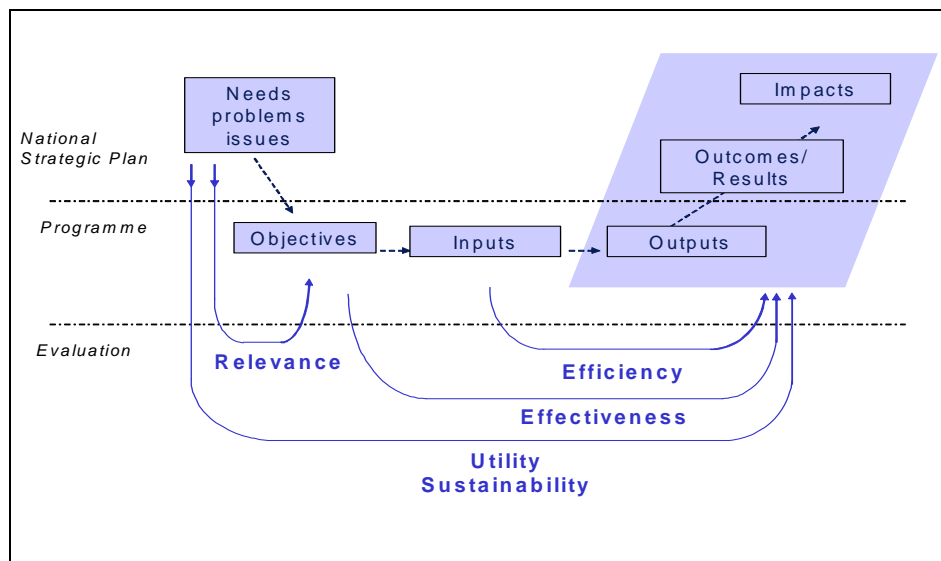 Needs
problems
issues
Impacts
National
Strategic Plan
Outcomes/
Results
Programme
Objectives
Inputs
Outputs
Evaluation
Relevance
Efficiency
Effectiveness
Utility
Sustainability